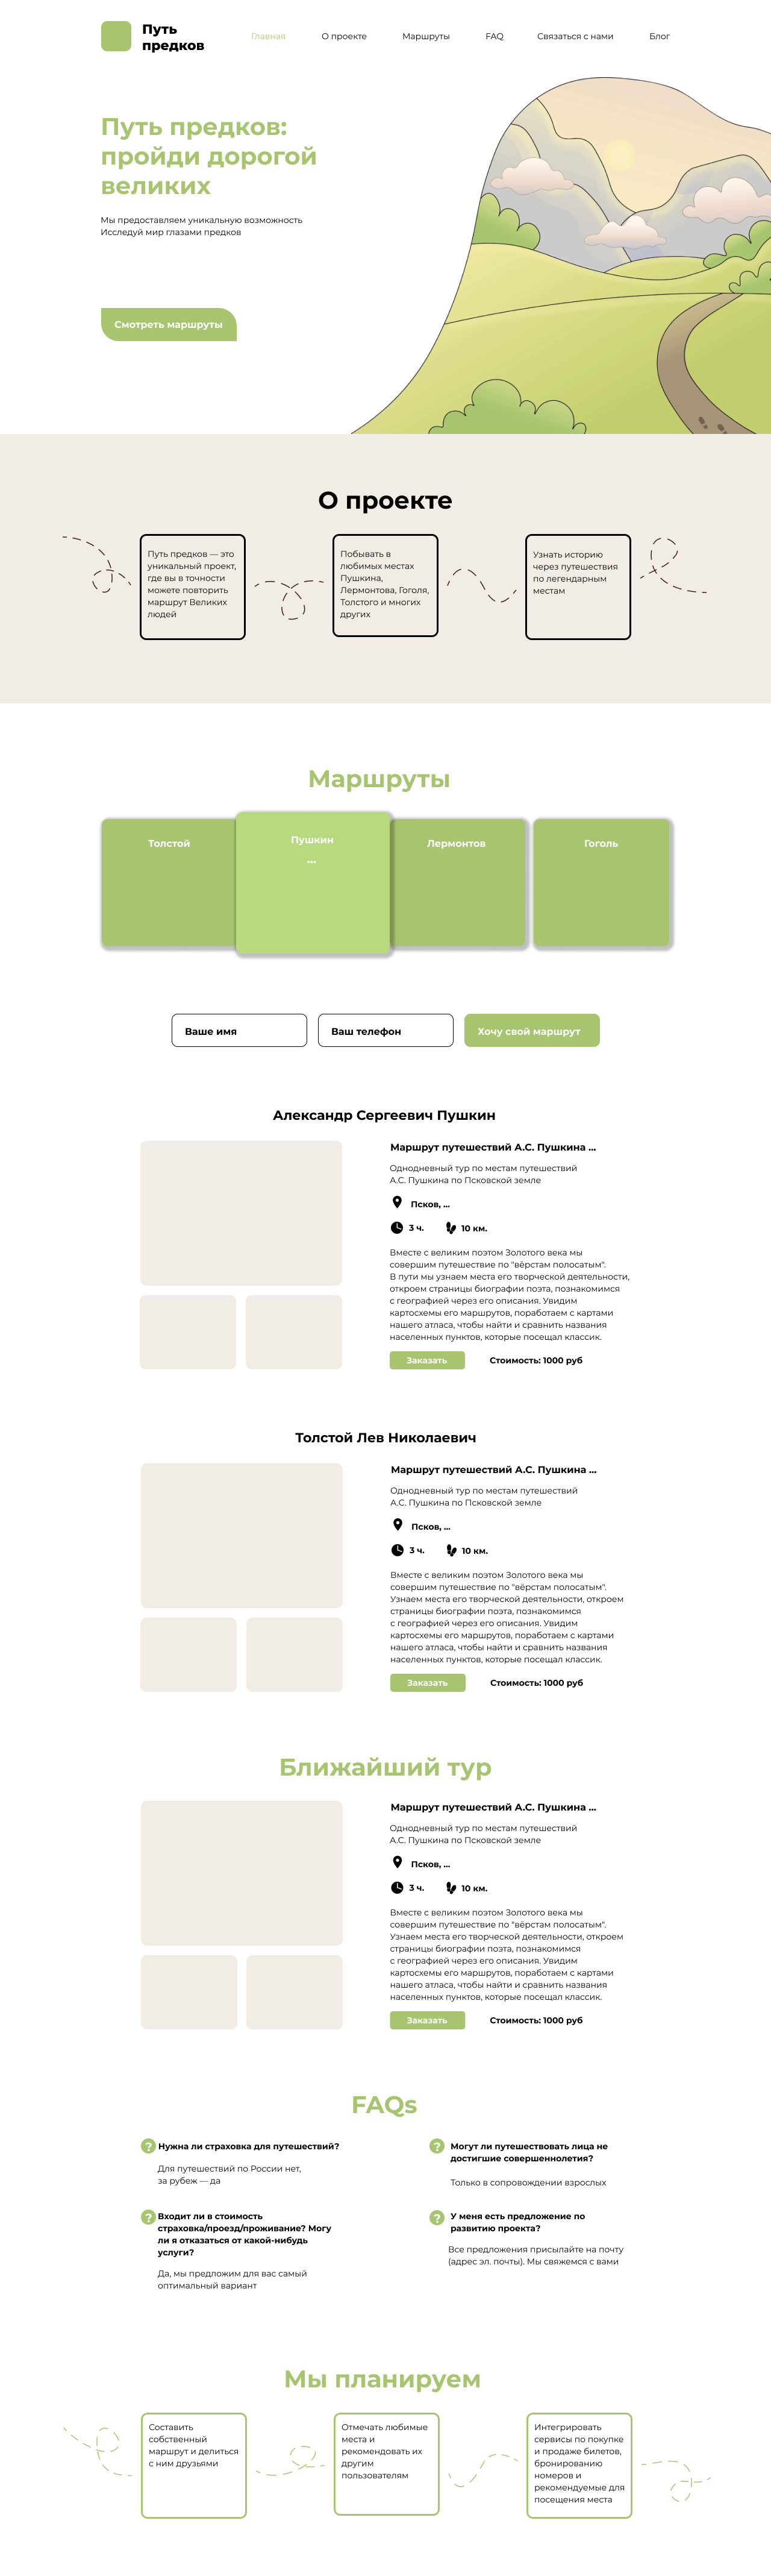 Путь
предков
Главная
О проекте
Маршруты
FAQ
Связаться с нами
Блог
Путь предков:
пройди дорогой
великих
Мы предоставляем уникальную возможность
Исследуй мир глазами предков
Смотреть маршруты
О проекте
Путь предков — это
уникальный проект,
где вы в точности
можете повторить
маршрут Великих
людей
Побывать в
любимых местах
Пушкина,
Лермонтова, Гоголя,
Толстого и многих
других
Узнать историю
через путешествия
по легендарным
местам
Маршруты
Толстой
Пушкин
...
Лермонтов
Гоголь
Ваше имя
Ваш телефон
Хочу свой маршрут
Александр Сергеевич Пушкин
Маршрут путешествий А.С. Пушкина ...
Однодневный тур по местам путешествий
А.С. Пушкина по Псковской земле
Псков, ...
3 ч.
10 км.
Вместе с великим поэтом Золотого века мы
совершим путешествие по "вёрстам полосатым".
В пути мы узнаем места его творческой деятельности,
откроем страницы биографии поэта, познакомимся
с географией через его описания. Увидим
картосхемы его маршрутов, поработаем с картами
нашего атласа, чтобы найти и сравнить названия
населенных пунктов, которые посещал классик.
Заказать
Стоимость: 1000 руб
Толстой Лев Николаевич
Маршрут путешествий А.С. Пушкина ...
Однодневный тур по местам путешествий
А.С. Пушкина по Псковской земле
Псков, ...
3 ч.
10 км.
Вместе с великим поэтом Золотого века мы
совершим путешествие по "вёрстам полосатым".
Узнаем места его творческой деятельности, откроем
страницы биографии поэта, познакомимся
с географией через его описания. Увидим
картосхемы его маршрутов, поработаем с картами
нашего атласа, чтобы найти и сравнить названия
населенных пунктов, которые посещал классик.
Заказать
Стоимость: 1000 руб
Ближайший тур
Маршрут путешествий А.С. Пушкина ...
Однодневный тур по местам путешествий
А.С. Пушкина по Псковской земле
Псков, ...
3 ч.
10 км.
Вместе с великим поэтом Золотого века мы
совершим путешествие по "вёрстам полосатым".
Узнаем места его творческой деятельности, откроем
страницы биографии поэта, познакомимся
с географией через его описания. Увидим
картосхемы его маршрутов, поработаем с картами
нашего атласа, чтобы найти и сравнить названия
населенных пунктов, которые посещал классик.
Заказать
Стоимость: 1000 руб
FAQs
? Нужна ли страховка для путешествий?
Для путешествий по России нет,
за рубеж — да
? Могут ли путешествовать лица не
достигшие совершеннолетия?
Только в сопровождении взрослых
? Входит ли в стоимость
страховка/проезд/проживание? Могу
ли я отказаться от какой-нибудь
услуги?
Да, мы предложим для вас самый
оптимальный вариант
? У меня есть предложение по
развитию проекта?
Все предложения присылайте на почту
(адрес эл. почты). Мы свяжемся с вами
Мы планируем
Составить
собственный
маршрут и делиться
с ним друзьями
Отмечать любимые
места и
рекомендовать их
другим
пользователям
Интегрировать
сервисы по покупке
и продаже билетов,
бронированию
номеров и
рекомендуемые для
посещения места